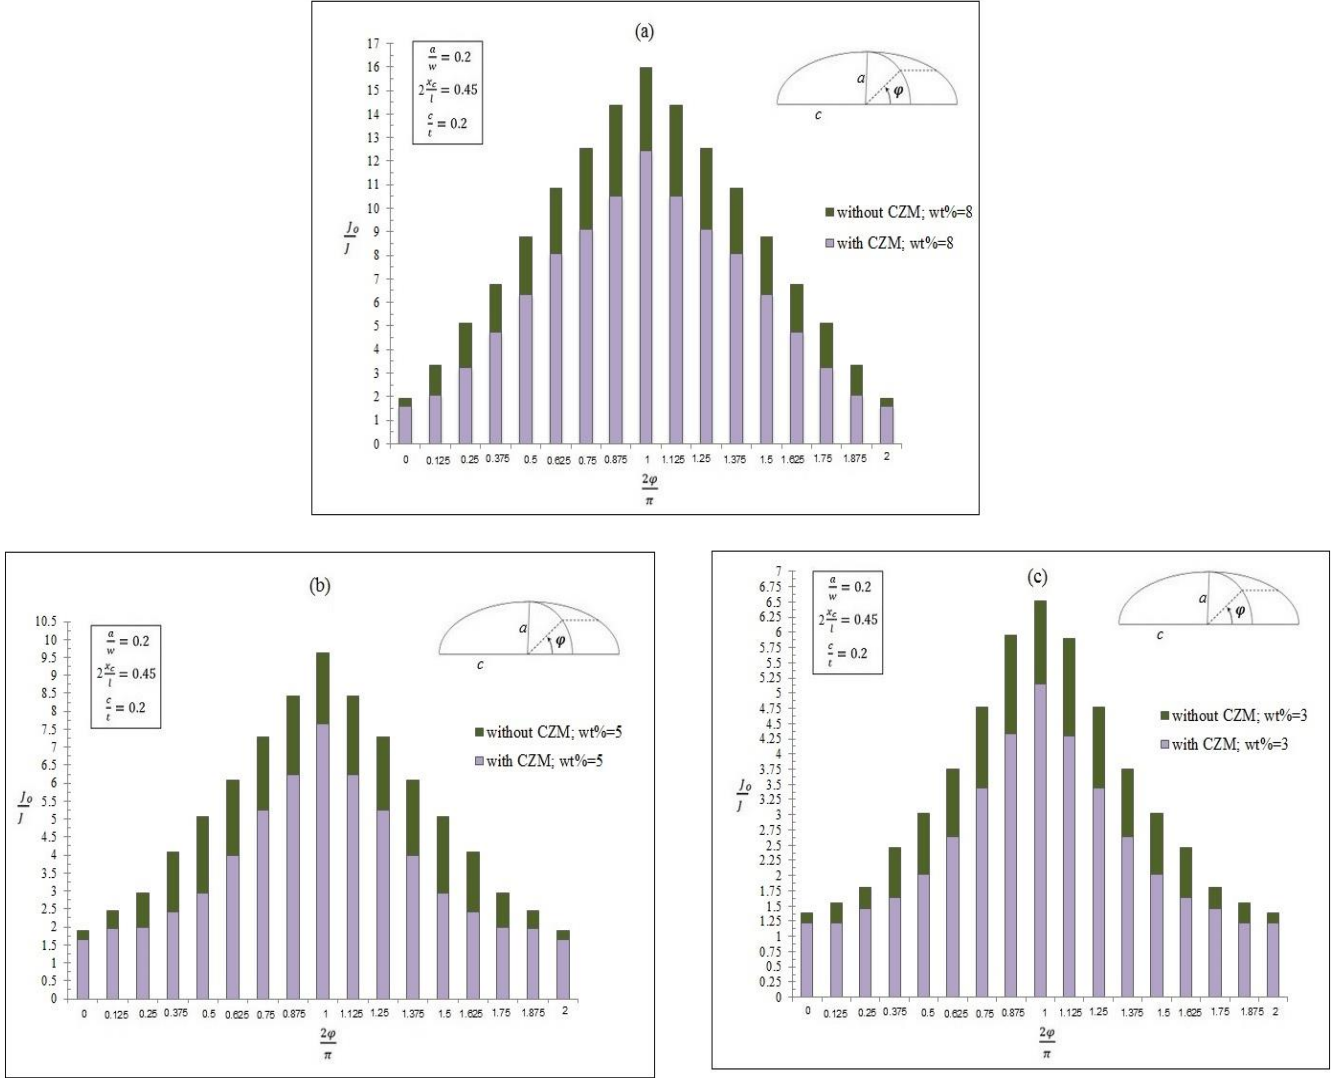 (a)
a/w = 0.2
2 x_c/l = 0.45
c/t = 0.2
17
16
15
14
13
12
11
10
9
8
7
6
5
4
3
2
1
0
J_o/J
a
φ
c
without CZM; wt%=8
with CZM; wt%=8
0 0.125 0.25 0.375 0.5 0.625 0.75 0.875 1 1.125 1.25 1.375 1.5 1.625 1.75 1.875 2
2φ/π
(b)
a/w = 0.2
2 x_c/l = 0.45
c/t = 0.2
10.5
10
9.5
9
8.5
8
7.5
7
6.5
6
5.5
5
4.5
4
3.5
3
2.5
2
1.5
1
0.5
0
J_o/J
a
φ
c
without CZM; wt%=5
with CZM; wt%=5
0 0.125 0.25 0.375 0.5 0.625 0.75 0.875 1 1.125 1.25 1.375 1.5 1.625 1.75 1.875 2
2φ/π
(c)
a/w = 0.2
2 x_c/l = 0.45
c/t = 0.2
7
6.75
6.5
6.25
6
5.75
5.5
5.25
5
4.75
4.5
4.25
4
3.75
3.5
3.25
3
2.75
2.5
2.25
2
1.75
1.5
1.25
1
0.75
0.5
0.25
0
J_o/J
a
φ
c
without CZM; wt%=3
with CZM; wt%=3
0 0.125 0.25 0.375 0.5 0.625 0.75 0.875 1 1.125 1.25 1.375 1.5 1.625 1.75 1.875 2
2φ/π